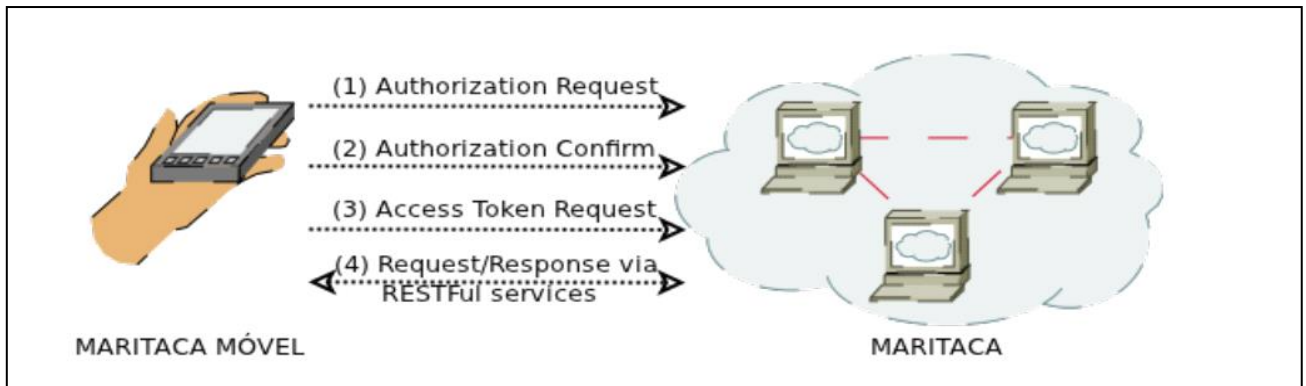 (1) Authorization Request
(2) Authorization Confirm
(3) Access Token Request
(4) Request/Response via
RESTFul services
MARITACA MÓVEL
MARITACA